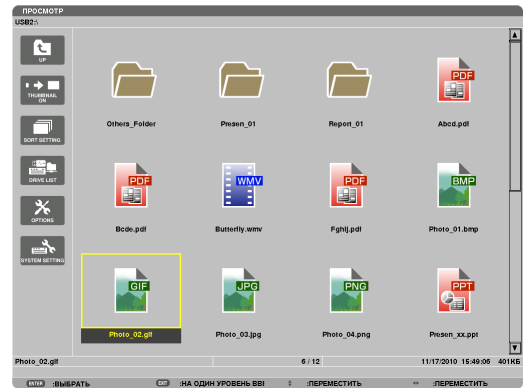 ПРОСМОТР
USB2:\
UP
THUMBNAIL
ON
SORT SETTING
DRIVE LIST
OPTIONS
SYSTEM SETTING
Others_Folder Presen_01 Report_01 PDF Abcd.pdf
PDF Bcde.pdf WMV Butterfly.wmv PDF Fghij.pdf BMP Photo_01.bmp
GIF Photo_02.gif JPG Photo_03.jpg PNG Photo_04.png PPT Presen_xx.ppt
Photo_02.gif 6 / 12 11/17/2010 15:49:06 401КБ
ENTER :ВЫБРАТЬ EXIT :НА ОДИН УРОВЕНЬ ВВІ :ПЕРЕМЕСТИТЬ :ПЕРЕМЕСТИТЬ